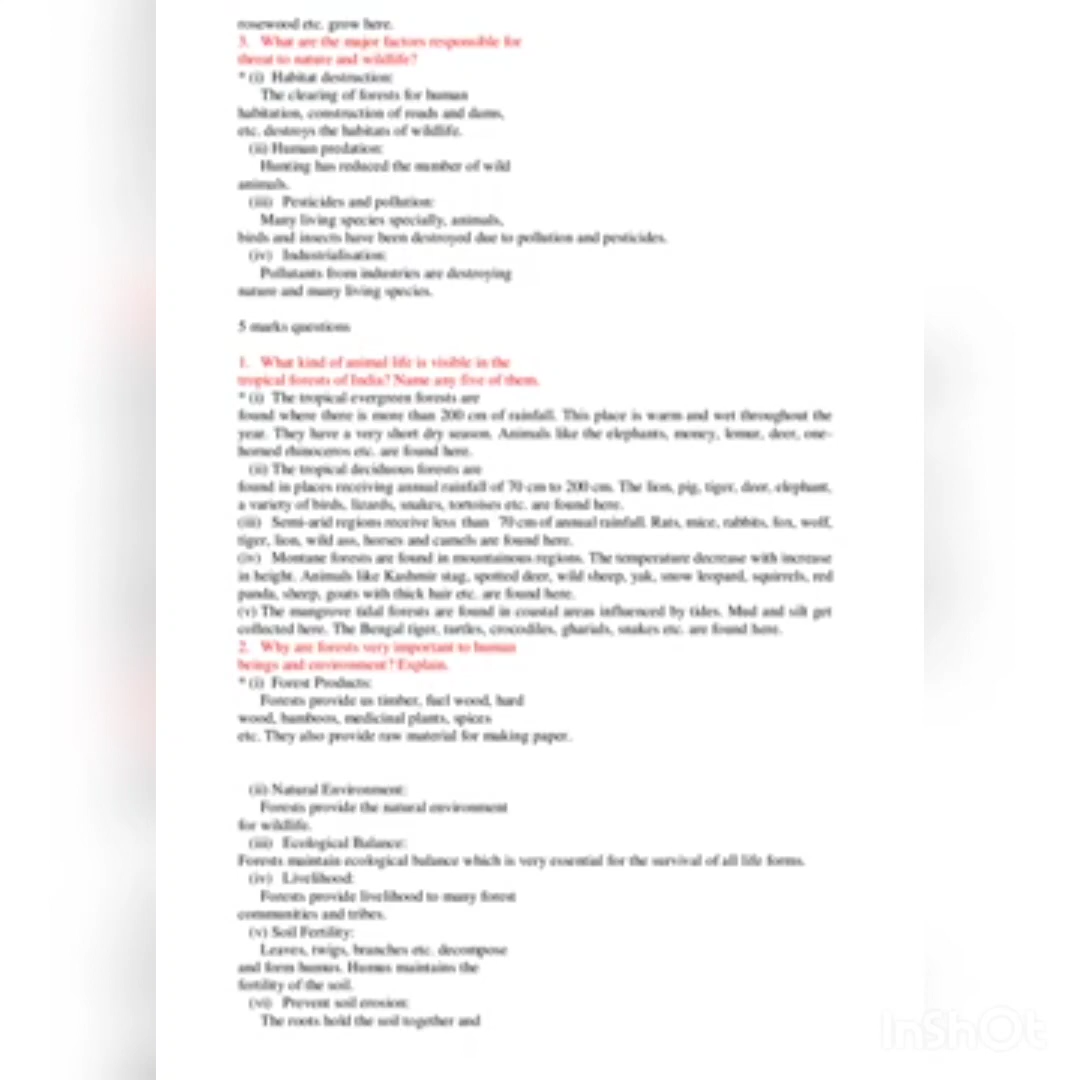 rosewood etc. grow here.
3. What are the major factors responsible for
threat to nature and wildlife?
* (i) Habitat destruction:
The clearing of forests for human
habitation, construction of roads and dams,
etc. destroys the habitats of wildlife.
(ii) Human predation:
Hunting has reduced the number of wild
animals.
(iii) Pesticides and pollution:
Many living species specially, animals,
birds and insects have been destroyed due to pollution and pesticides.
(iv) Industrialisation:
Pollutants from industries are destroying
nature and many living species.
5 marks questions
1. What kind of animal life is visible in the
tropical forests of India? Name any five of them.
* (i) The tropical evergreen forests are
found where there is more than 200 cm of rainfall. This place is warm and wet throughout the
year. They have a very short dry season. Animals like the elephants, money, lemur, deer, one-
horned rhinoceros etc. are found here.
(ii) The tropical deciduous forests are
found in places receiving annual rainfall of 70 cm to 200 cm. The lion, pig, tiger, deer, elephant,
a variety of birds, lizards, snakes, tortoises etc. are found here.
(iii) Semi-arid regions receive less than 70 cm of annual rainfall. Rats, mice, rabbits, fox, wolf,
tiger, lion, wild ass, horses and camels are found here.
(iv) Montane forests are found in mountainous regions. The temperature decrease with increase
in height. Animals like Kashmir stag, spotted deer, wild sheep, yak, snow leopard, squirrels, red
panda, sheep, goats with thick hair etc. are found here.
(v) The mangrove tidal forests are found in coastal areas influenced by tides. Mud and silt get
collected here. The Bengal tiger, turtles, crocodiles, gharials, snakes etc. are found here.
2. Why are forests very important to human
beings and environment? Explain.
* (i) Forest Products:
Forests provide us timber, fuel wood, hard
wood, bamboos, medicinal plants, spices
etc. They also provide raw material for making paper.
(ii) Natural Environment:
Forests provide the natural environment
for wildlife.
(iii) Ecological Balance:
Forests maintain ecological balance which is very essential for the survival of all life forms.
(iv) Livelihood:
Forests provide livelihood to many forest
communities and tribes.
(v) Soil Fertility:
Leaves, twigs, branches etc. decompose
and form humus. Humus maintains the
fertility of the soil.
(vi) Prevent soil erosion:
The roots hold the soil together and
InShOt